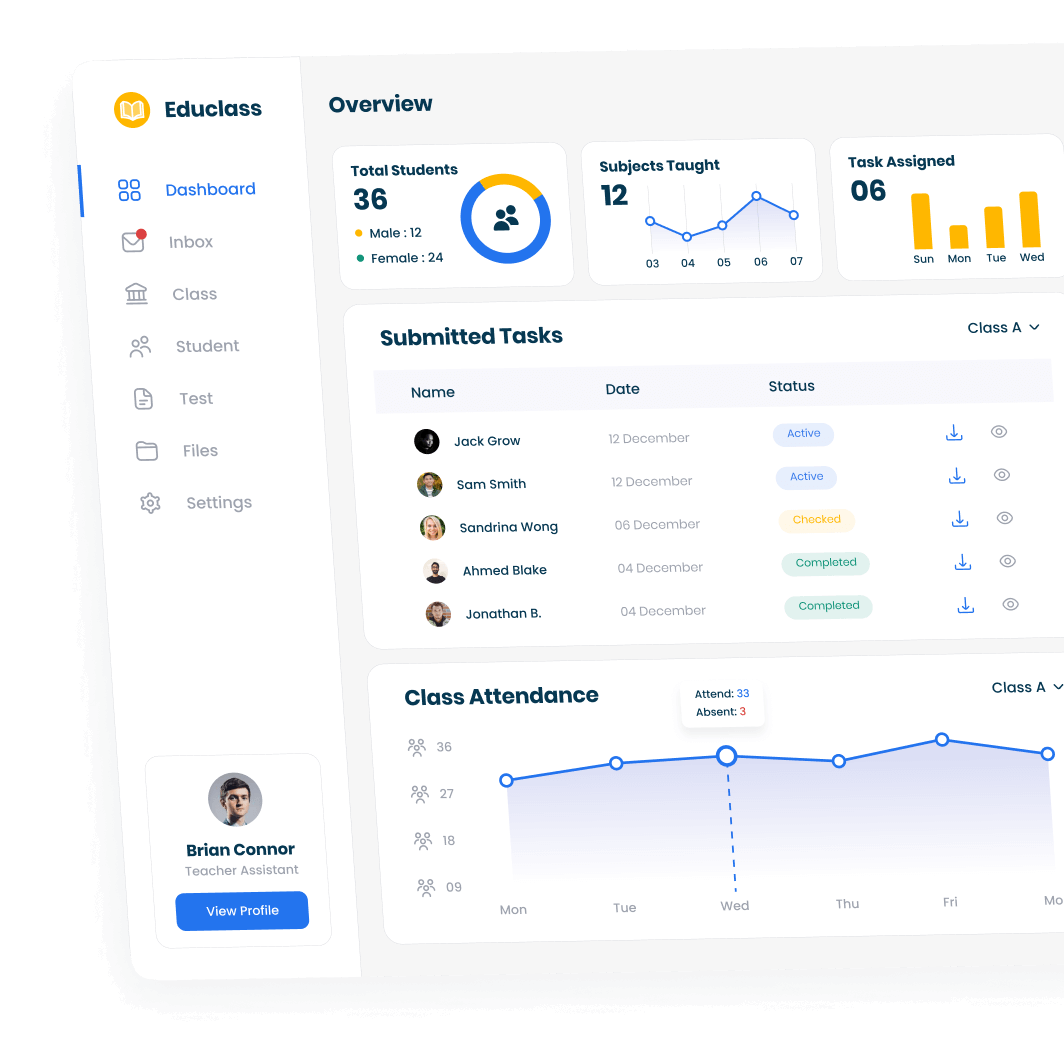 Educlass
Dashboard
Inbox
Class
Student
Test
Files
Settings
Brian Connor
Teacher Assistant
View Profile
Overview
Total Students
36
Male : 12
Female : 24
Subjects Taught
12
03 04 05 06 07
Task Assigned
06
Sun Mon Tue Wed
Submitted Tasks
Class A
Name Date Status
Jack Grow 12 December Active
Sam Smith 12 December Active
Sandrina Wong 06 December Checked
Ahmed Blake 04 December Completed
Jonathan B. 04 December Completed
Class Attendance
Class A
Attend: 33
Absent: 3
36
27
18
09
Mon Tue Wed Thu Fri Mo